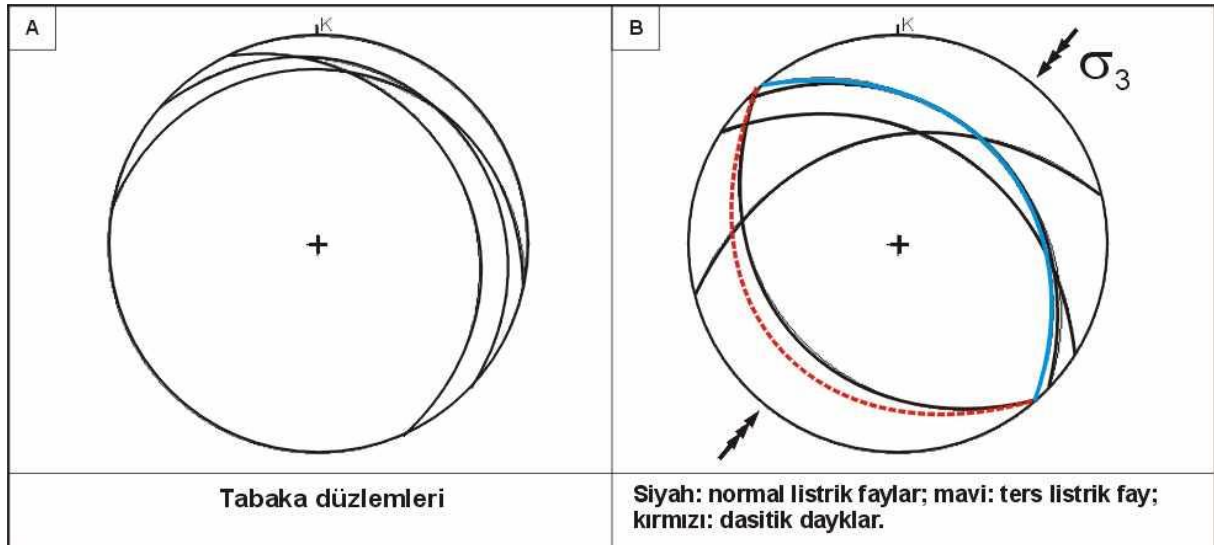 A
K
B
K
σ3
Tabaka düzlemleri
Siyah: normal listrik faylar; mavi: ters listrik fay;
kırmızı: dasitik dayklar.